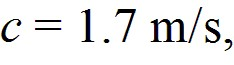 c = 1.7 m/s,